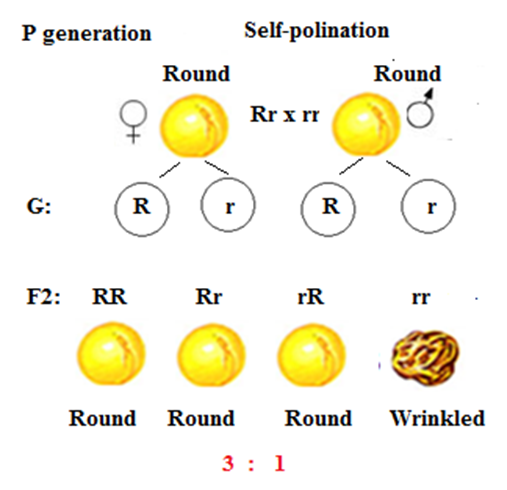 P generation Self-polination
Round Round
Rr x rr
G: R r R r
F2: RR Rr rR rr
Round Round Round Wrinkled
3 : 1